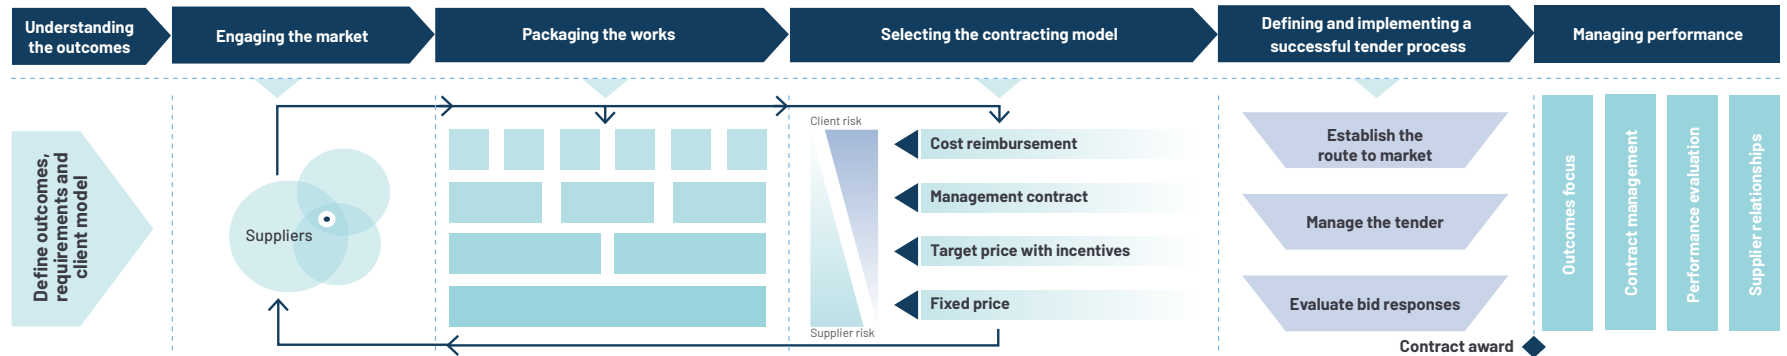 Understanding
the outcomes
Engaging the market
Packaging the works
Selecting the contracting model
Defining and implementing a
successful tender process
Managing performance
Define outcomes,
requirements and
client model
Suppliers
Client risk
Supplier risk
Cost reimbursement
Management contract
Target price with incentives
Fixed price
Establish the
route to market
Manage the tender
Evaluate bid responses
Contract award
Outcomes focus
Contract management
Performance evaluation
Supplier relationships